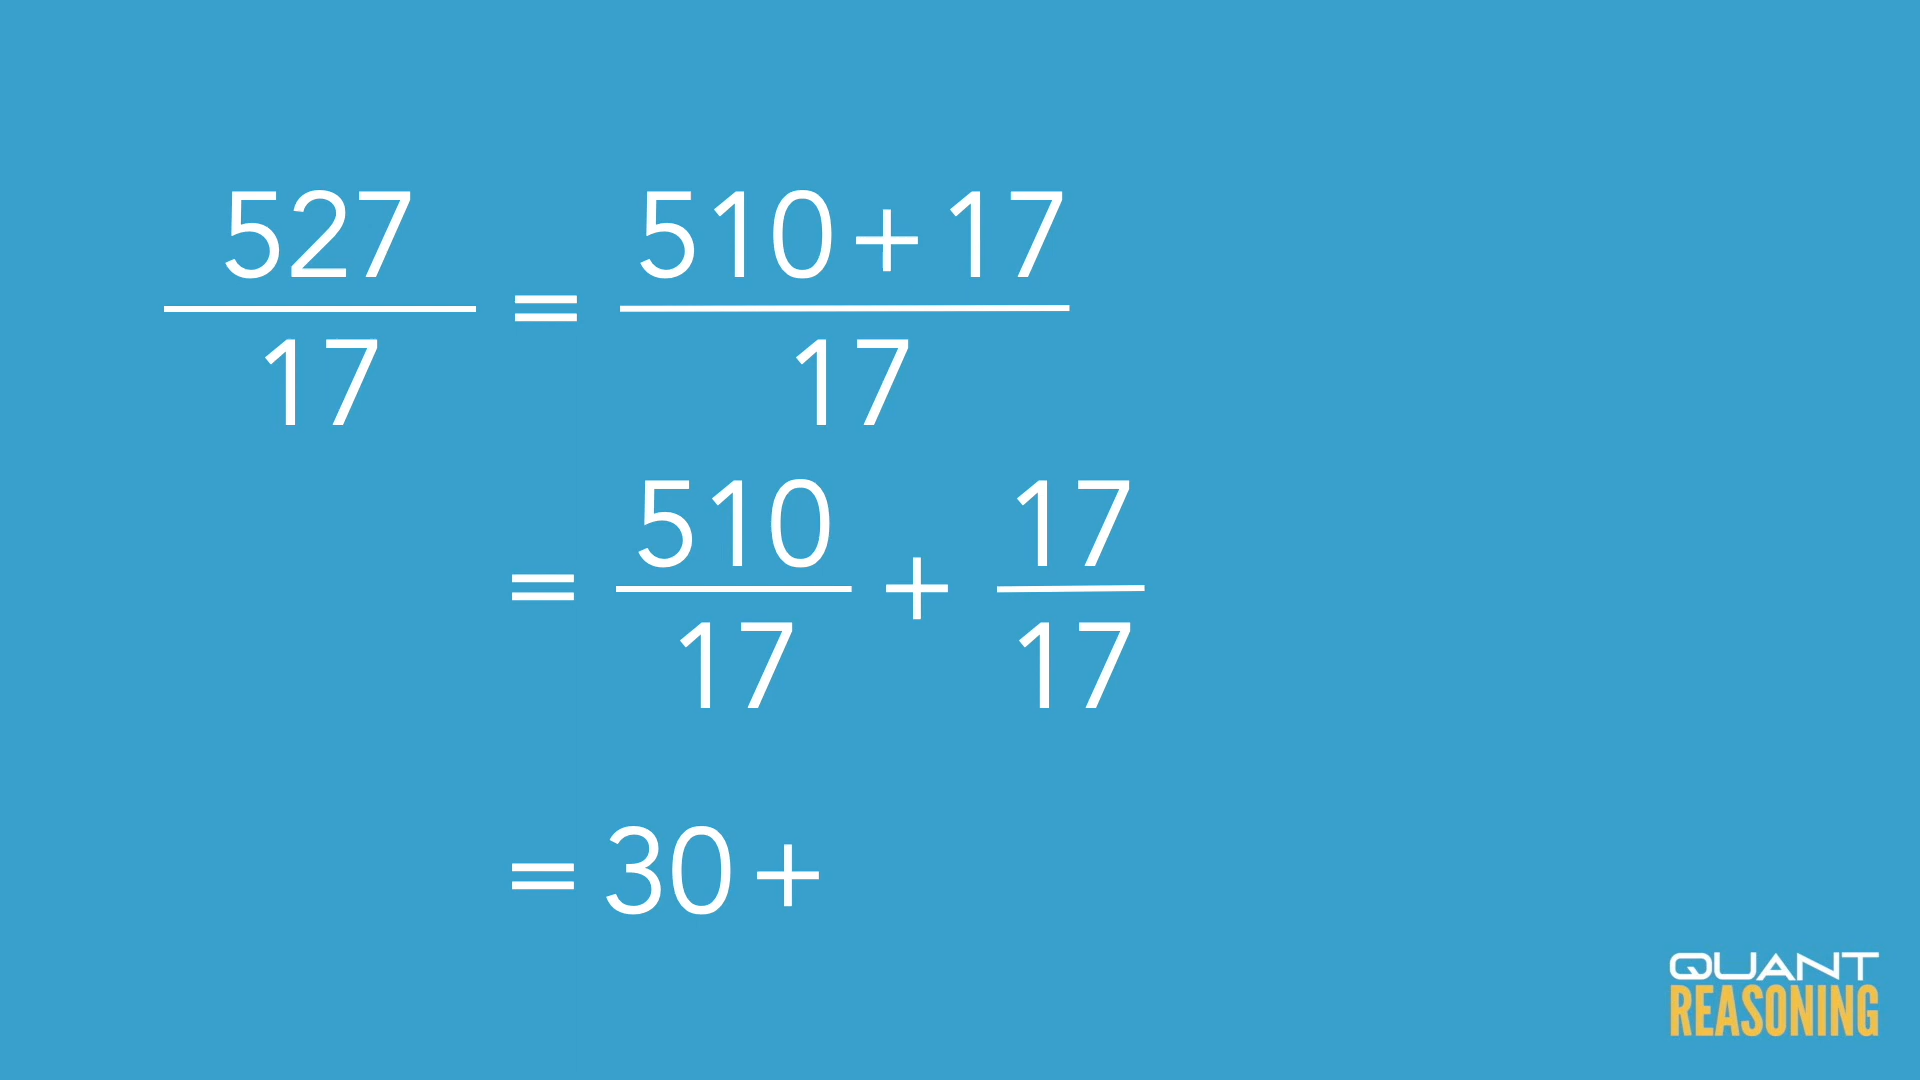 527/17 = (510+17)/17
= 510/17 + 17/17
= 30 +
QUANT
REASONING